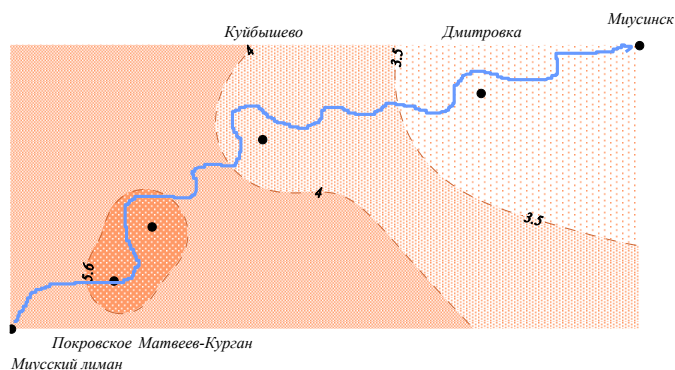 Миусинск
Куйбышево Дмитровка
4
3.5
4
3.5
5.6
Покровское Матвеев-Курган
Миусский лиман